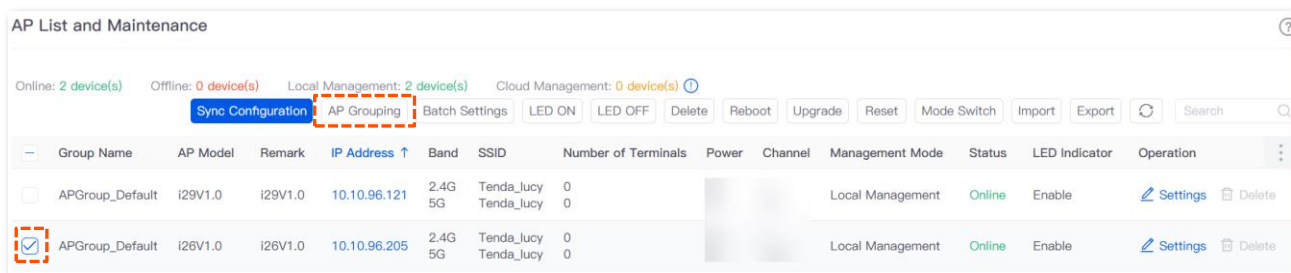 AP List and Maintenance
Online: 2 device(s) Offline: 0 device(s) Local Management: 2 device(s) Cloud Management: 0 device(s)
Sync Configuration AP Grouping Batch Settings LED ON LED OFF Delete Reboot Upgrade Reset Mode Switch Import Export Search
Group Name AP Model Remark IP Address ↑ Band SSID Number of Terminals Power Channel Management Mode Status LED Indicator Operation
APGroup_Default i29V1.0 i29V1.0 10.10.96.121 2.4G Tenda_lucy 0 Local Management Online Enable Settings Delete
5G Tenda_lucy 0
APGroup_Default i26V1.0 i26V1.0 10.10.96.205 2.4G Tenda_lucy 0 Local Management Online Enable Settings Delete
5G Tenda_lucy 0